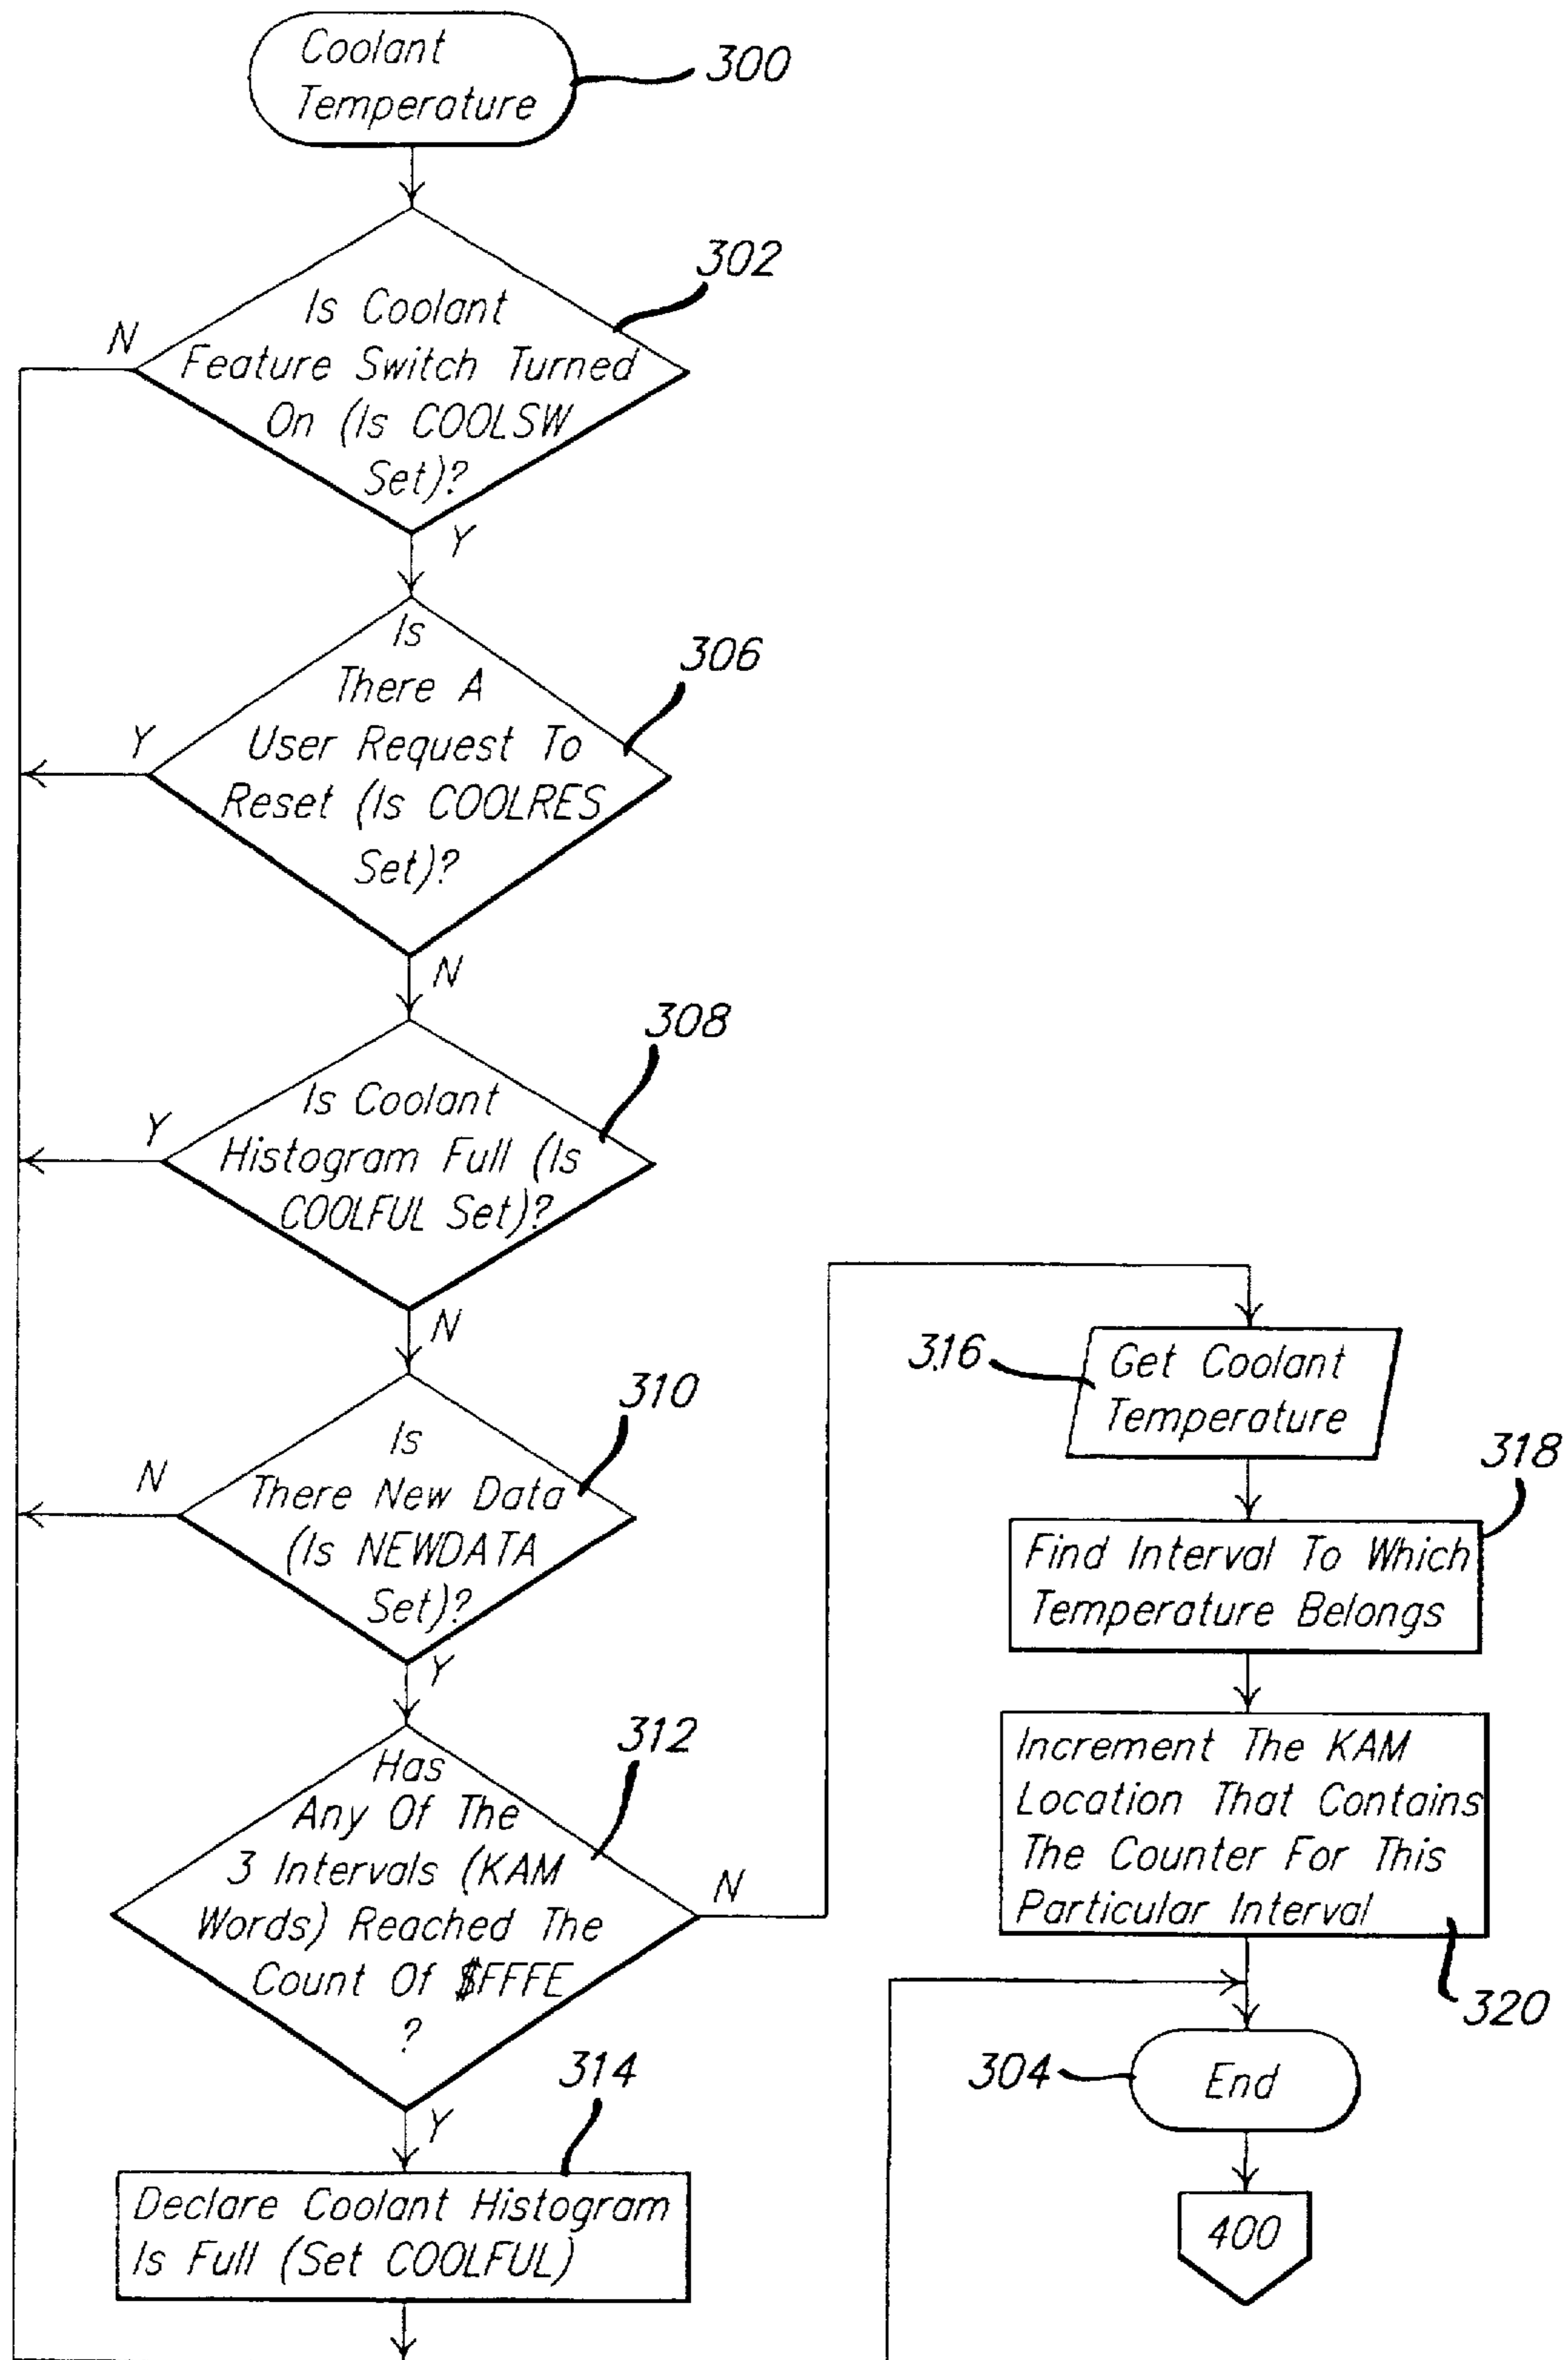 Coolant
Temperature
300
302
Is Coolant
Feature Switch Turned
On (Is COOLSW
Set)?
N
Y
Is
There A
User Request To
Reset (Is COOLRES
Set)?
306
Y
N
308
Is Coolant
Histogram Full (Is
COOLFUL Set)?
Y
N
310
Is
There New Data
(Is NEWDATA
Set)?
N
Y
312
Has
Any Of The
3 Intervals (KAM
Words) Reached The
Count Of $FFFE
?
N
Y
314
Declare Coolant Histogram
Is Full (Set COOLFUL)
316
Get Coolant
Temperature
318
Find Interval To Which
Temperature Belongs
Increment The KAM
Location That Contains
The Counter For This
Particular Interval
320
304
End
400